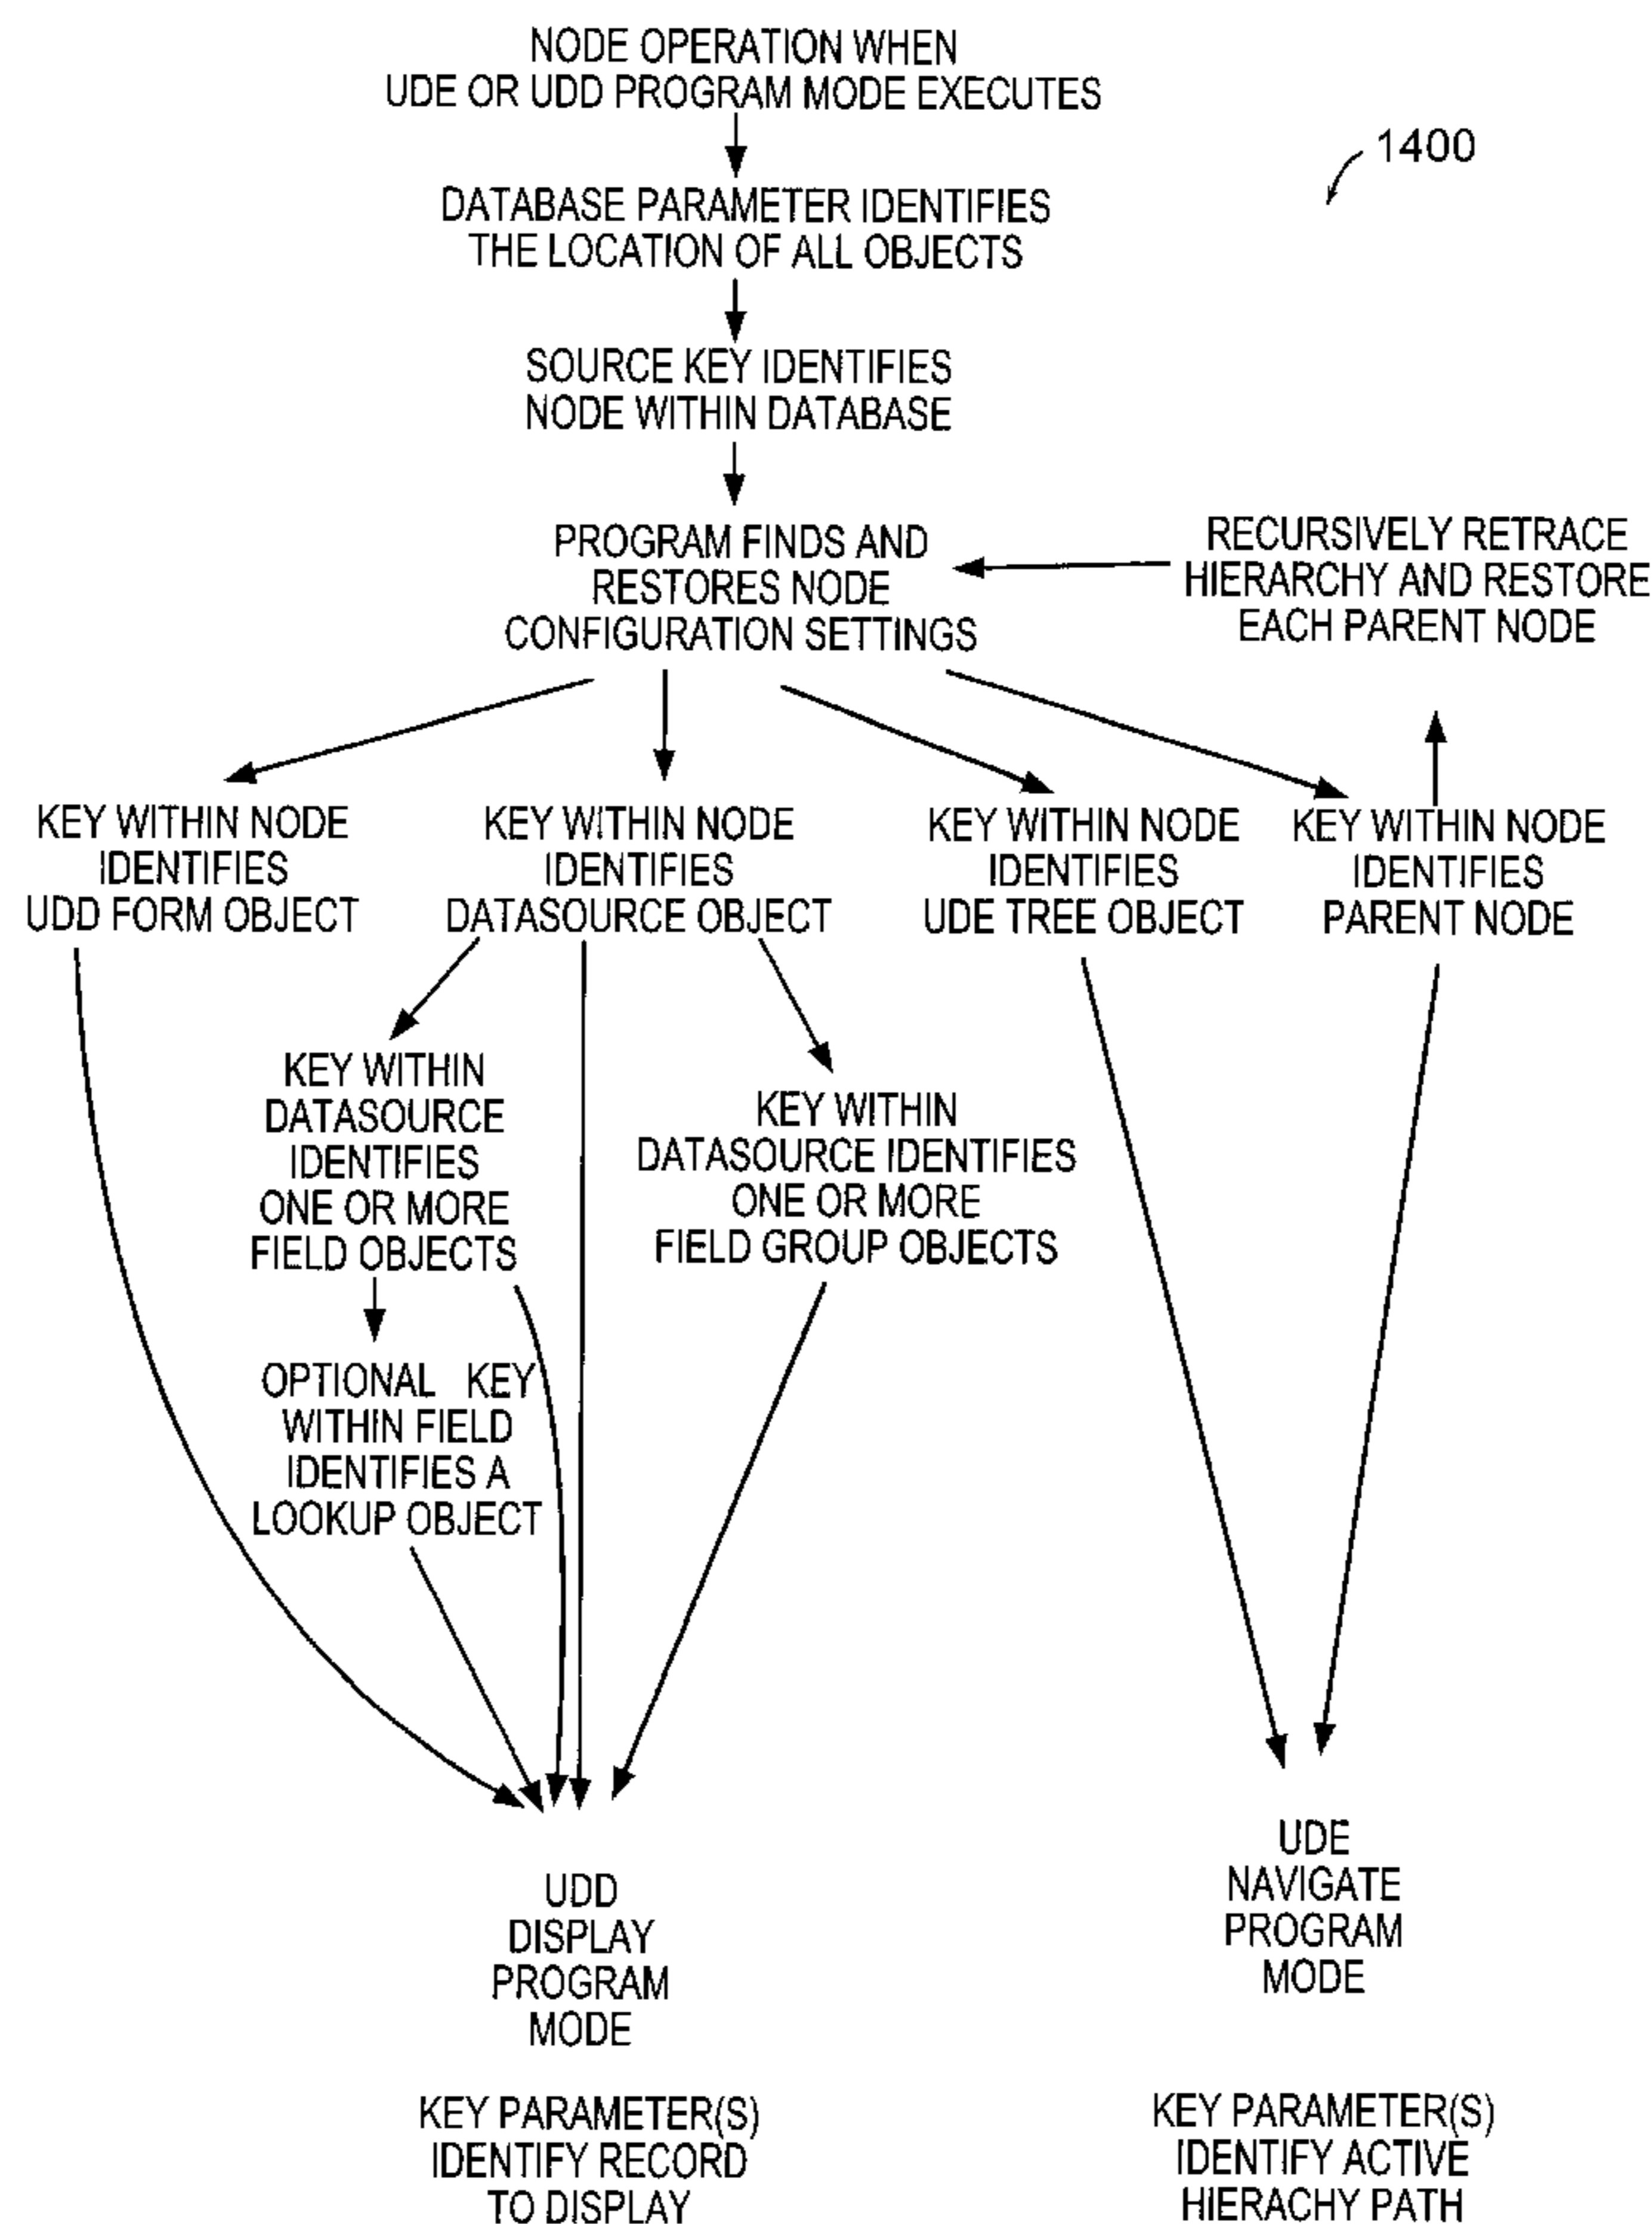 NODE OPERATION WHEN
UDE OR UDD PROGRAM MODE EXECUTES
1400
DATABASE PARAMETER IDENTIFIES
THE LOCATION OF ALL OBJECTS
SOURCE KEY IDENTIFIES
NODE WITHIN DATABASE
PROGRAM FINDS AND
RESTORES NODE
CONFIGURATION SETTINGS
RECURSIVELY RETRACE
HIERARCHY AND RESTORE
EACH PARENT NODE
KEY WITHIN NODE
IDENTIFIES
UDD FORM OBJECT
KEY WITHIN NODE
IDENTIFIES
DATASOURCE OBJECT
KEY WITHIN NODE
IDENTIFIES
UDE TREE OBJECT
KEY WITHIN NODE
IDENTIFIES
PARENT NODE
KEY WITHIN
DATASOURCE
IDENTIFIES
ONE OR MORE
FIELD OBJECTS
KEY WITHIN
DATASOURCE IDENTIFIES
ONE OR MORE
FIELD GROUP OBJECTS
OPTIONAL KEY
WITHIN FIELD
IDENTIFIES A
LOOKUP OBJECT
UDD
DISPLAY
PROGRAM
MODE
KEY PARAMETER(S)
IDENTIFY RECORD
TO DISPLAY
UDE
NAVIGATE
PROGRAM
MODE
KEY PARAMETER(S)
IDENTIFY ACTIVE
HIERACHY PATH